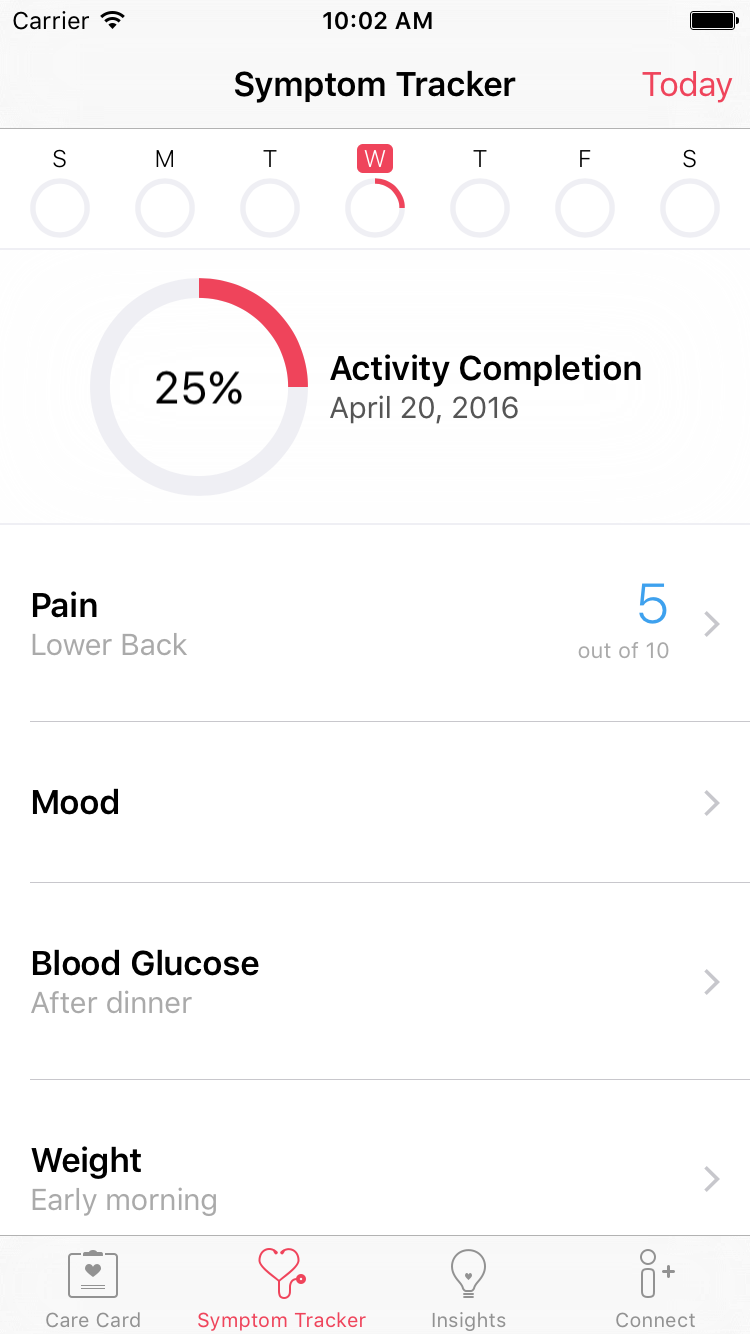 Carrier 10:02 AM
Symptom Tracker Today
S M T W T F S
25%
Activity Completion
April 20, 2016
Pain
Lower Back
5
out of 10
Mood
Blood Glucose
After dinner
Weight
Early morning
Care Card Symptom Tracker Insights Connect